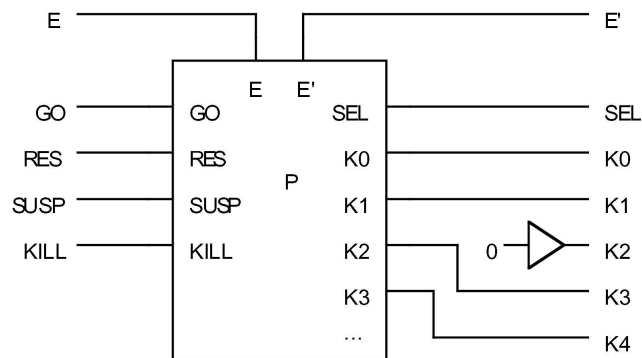 E E'
E E'
GO GO SEL SEL
RES RES K0 K0
P
SUSP SUSP K1 K1
KILL KILL K2 0 K2
K3 K3
... K4